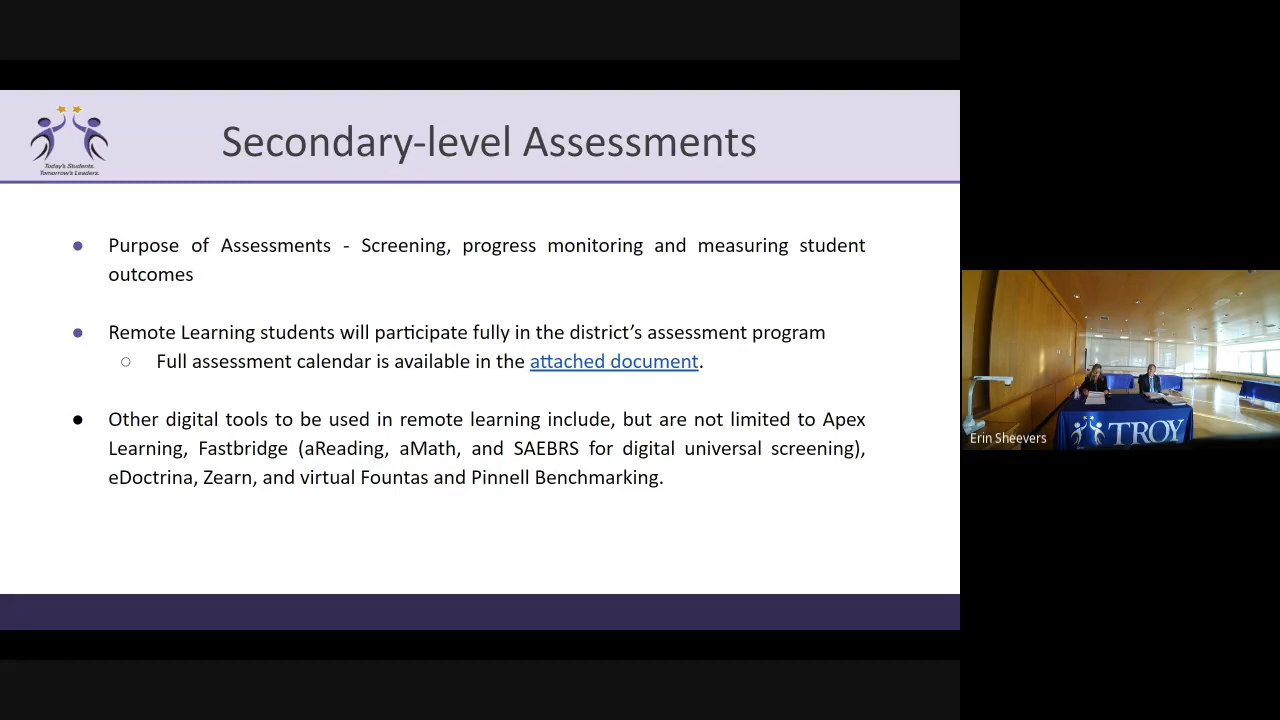 Secondary-level Assessments
Today's Students.
Tomorrow's Leaders.
● Purpose of Assessments - Screening, progress monitoring and measuring student
outcomes
● Remote Learning students will participate fully in the district’s assessment program
○ Full assessment calendar is available in the attached document.
● Other digital tools to be used in remote learning include, but are not limited to Apex
Learning, Fastbridge (aReading, aMath, and SAEBRS for digital universal screening),
eDoctrina, Zearn, and virtual Fountas and Pinnell Benchmarking.
TROY
Erin Sheevers